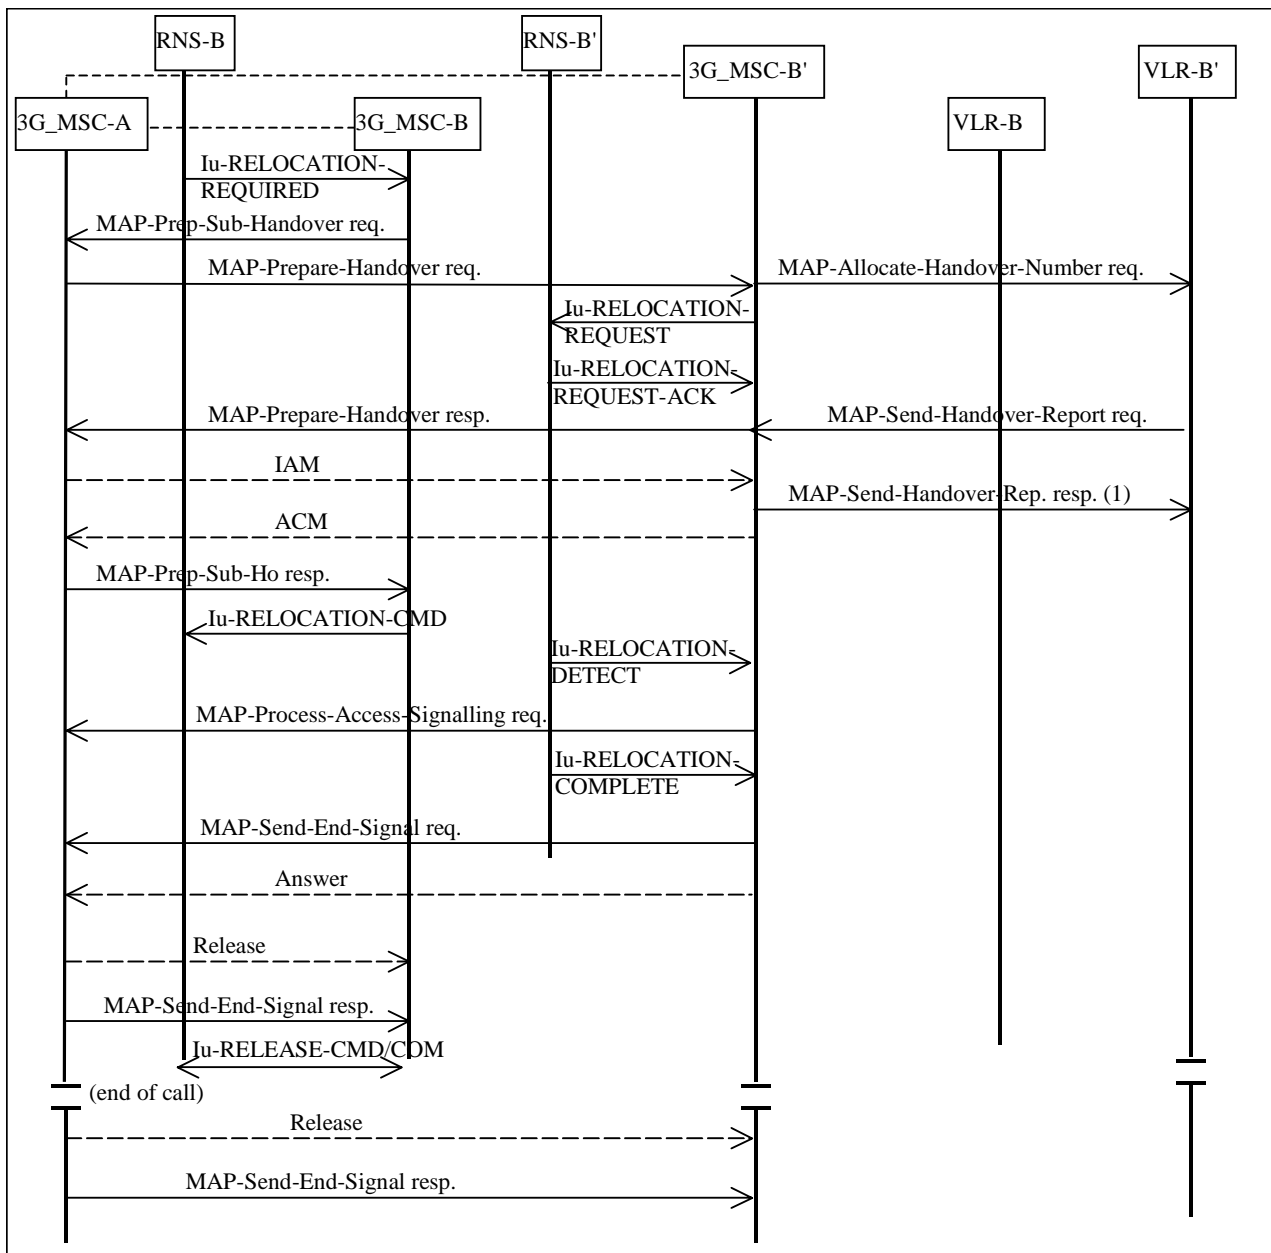 RNS-B
RNS-B'
3G_MSC-B'
VLR-B'
3G_MSC-A
3G_MSC-B
VLR-B
Iu-RELOCATION-
REQUIRED
MAP-Prep-Sub-Handover req.
MAP-Prepare-Handover req.
MAP-Allocate-Handover-Number req.
Iu-RELOCATION-
REQUEST
Iu-RELOCATION-
REQUEST-ACK
MAP-Prepare-Handover resp.
MAP-Send-Handover-Report req.
IAM
MAP-Send-Handover-Rep. resp. (1)
ACM
MAP-Prep-Sub-Ho resp.
Iu-RELOCATION-CMD
Iu-RELOCATION-
DETECT
MAP-Process-Access-Signalling req.
Iu-RELOCATION-
COMPLETE
MAP-Send-End-Signal req.
Answer
Release
MAP-Send-End-Signal resp.
Iu-RELEASE-CMD/COM
(end of call)
Release
MAP-Send-End-Signal resp.